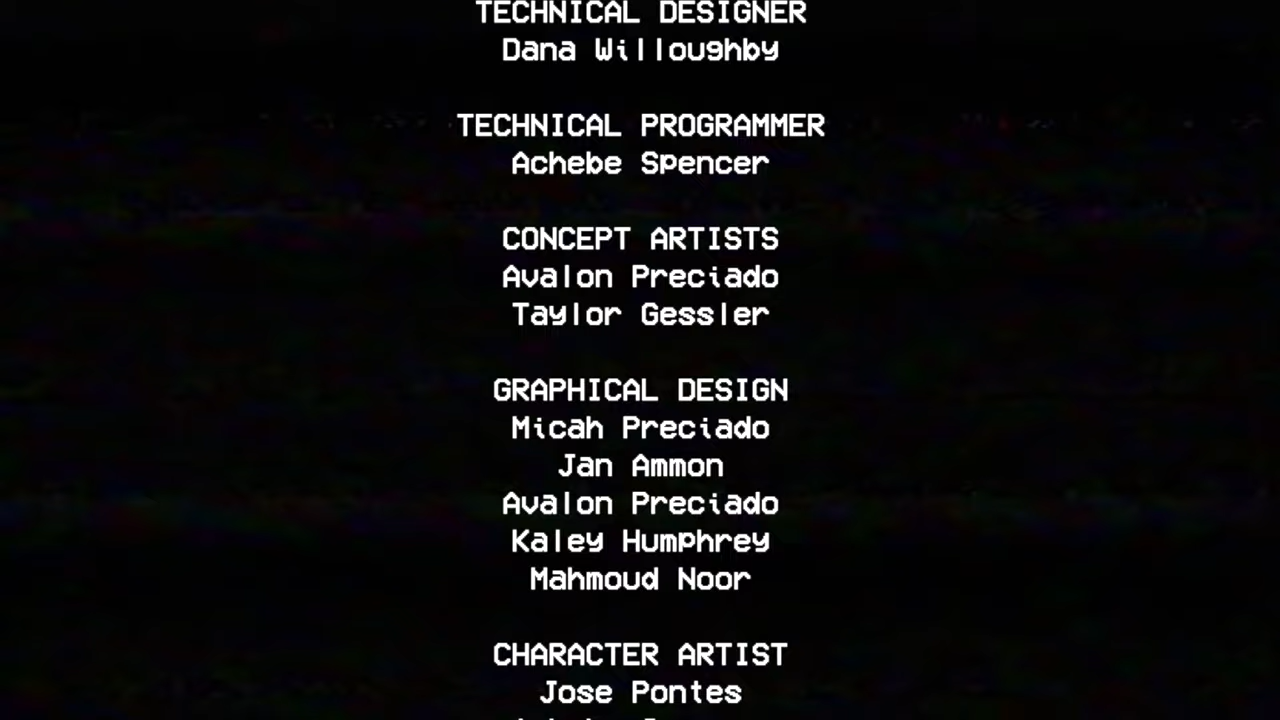 TECHNICAL DESIGNER
Dana Willoughby
TECHNICAL PROGRAMMER
Achebe Spencer
CONCEPT ARTISTS
Avalon Preciado
Taylor Gessler
GRAPHICAL DESIGN
Micah Preciado
Jan Ammon
Avalon Preciado
Kaley Humphrey
Mahmoud Noor
CHARACTER ARTIST
Jose Pontes